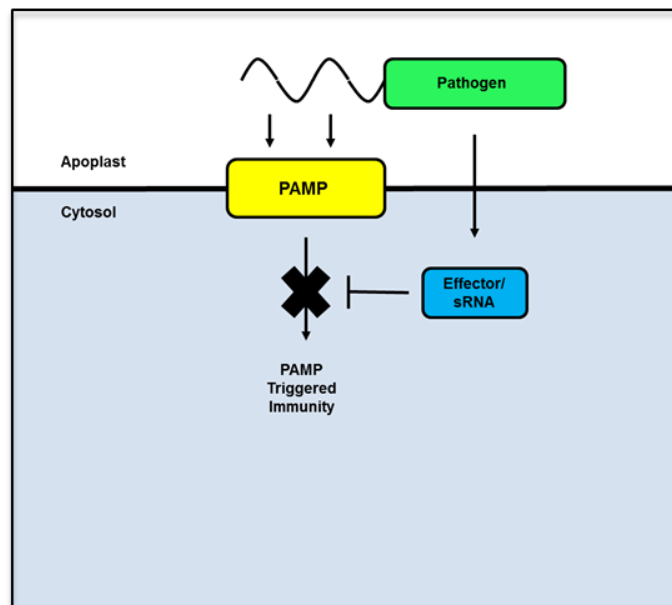 Pathogen
Apoplast
PAMP
Cytosol
Effector/
sRNA
PAMP
Triggered
Immunity